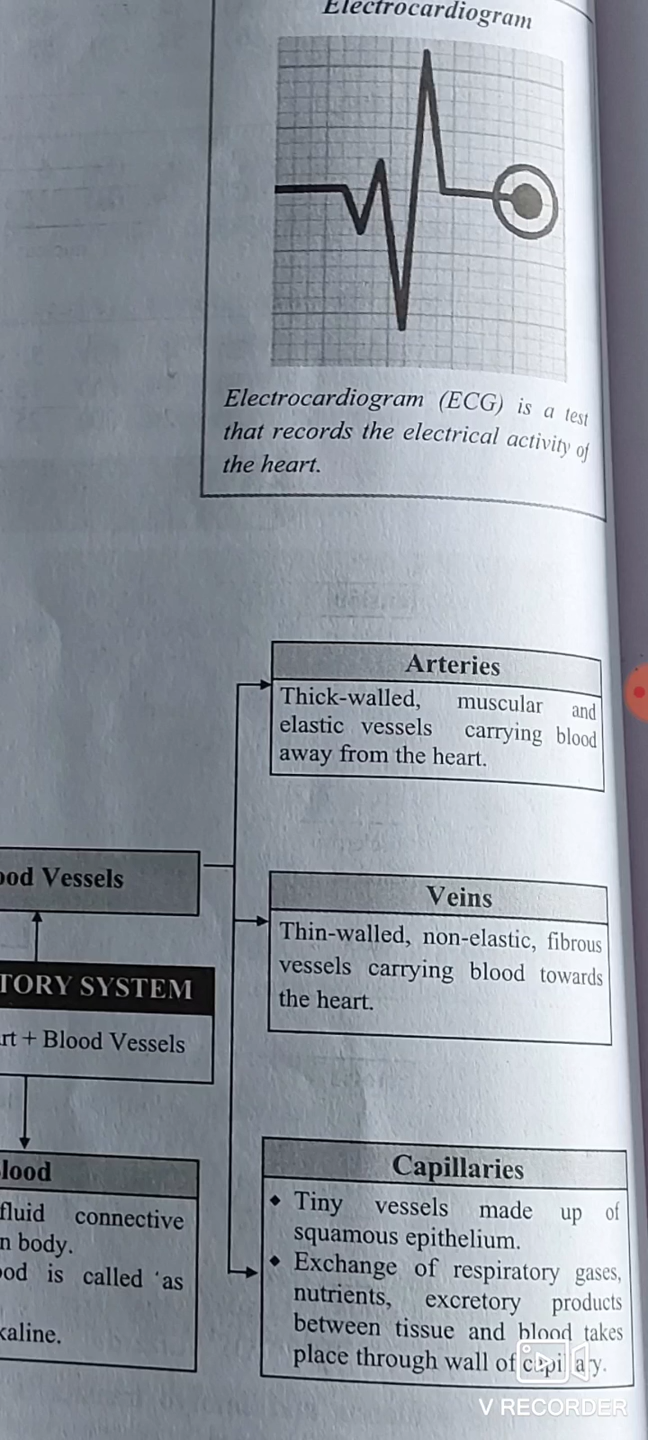 Electrocardiogram
Electrocardiogram (ECG) is a test
that records the electrical activity of
the heart.
Arteries
Thick-walled, muscular and
elastic vessels carrying blood
away from the heart.
ood Vessels
Veins
Thin-walled, non-elastic, fibrous
vessels carrying blood towards
the heart.
TORY SYSTEM
rt + Blood Vessels
Capillaries
◆ Tiny vessels made up of
squamous epithelium.
◆ Exchange of respiratory gases,
nutrients, excretory products
between tissue and blood takes
place through wall of capillary.
lood
fluid connective
n body.
ood is called 'as
kaline.
V RECORDER